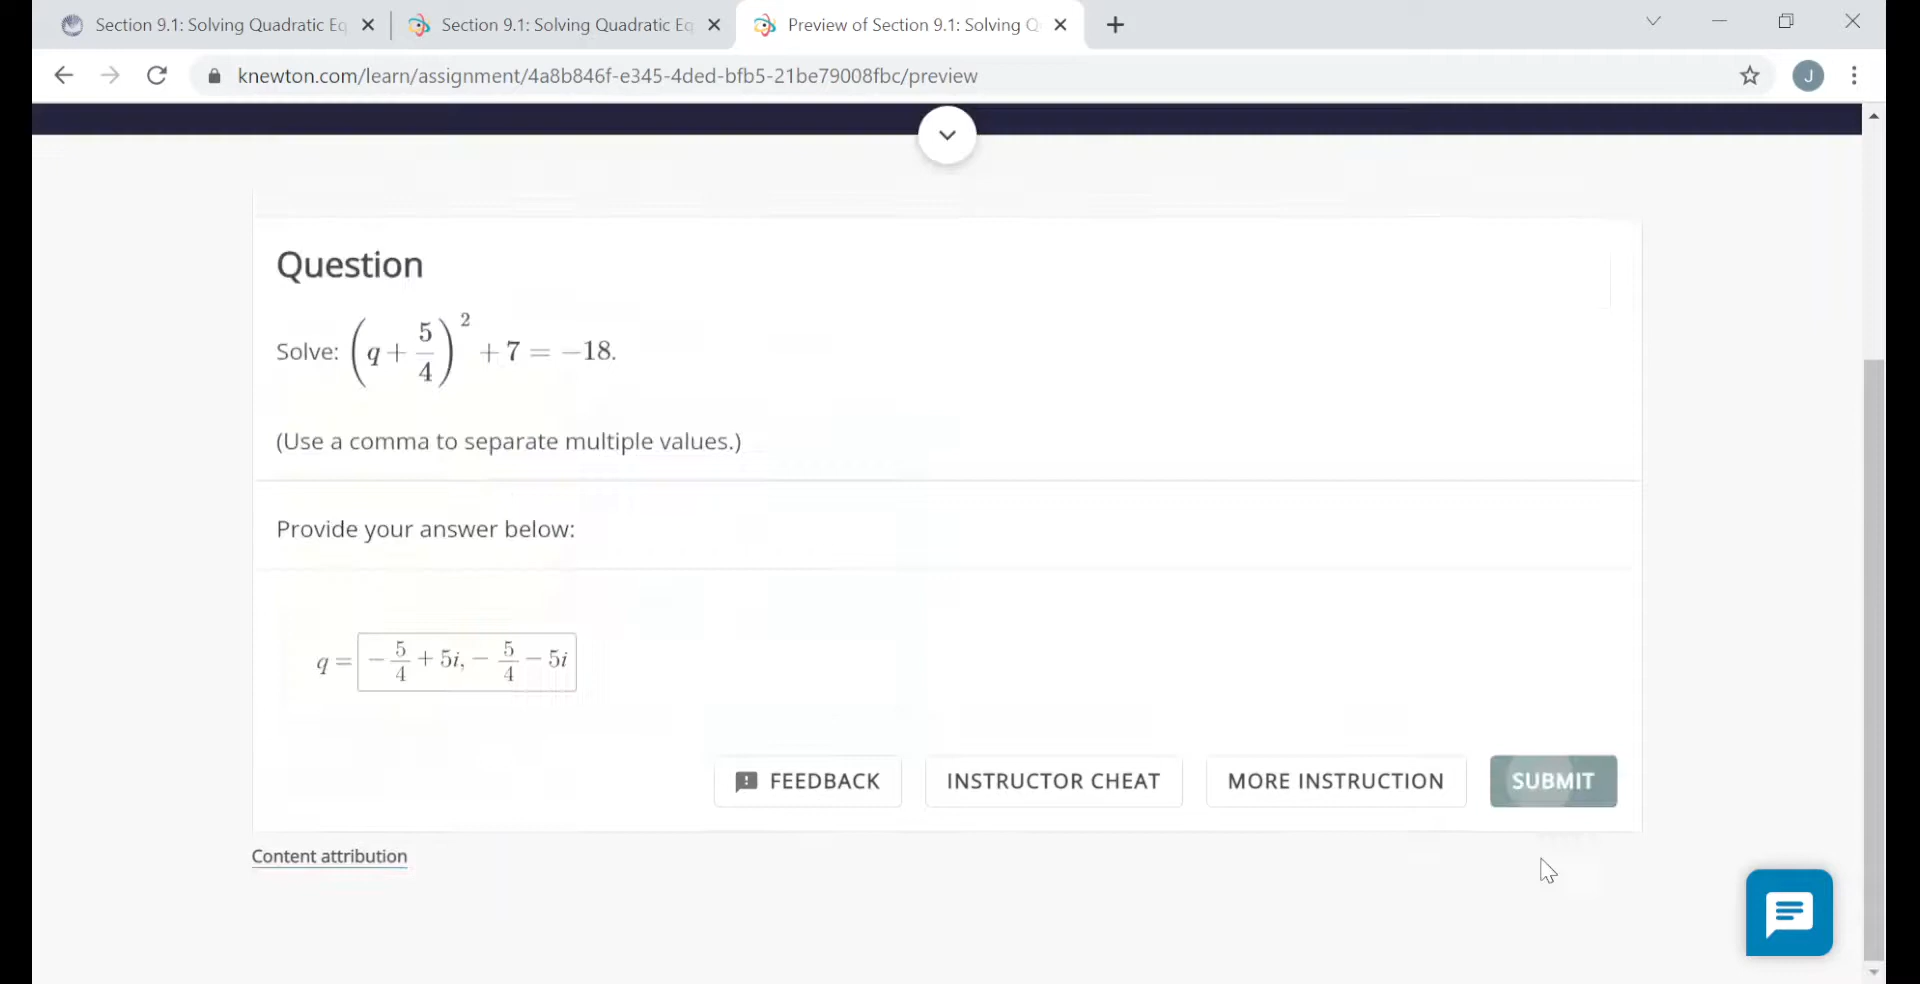 Section 9.1: Solving Quadratic Eq
Section 9.1: Solving Quadratic Eq
Preview of Section 9.1: Solving Q
knewton.com/learn/assignment/4a8b846f-e345-4ded-bfb5-21be79008fbc/preview
J
Question
Solve: (q + 5/4)² + 7 = −18.
(Use a comma to separate multiple values.)
Provide your answer below:
q = − 5/4 + 5i, − 5/4 − 5i
FEEDBACK
INSTRUCTOR CHEAT
MORE INSTRUCTION
SUBMIT
Content attribution